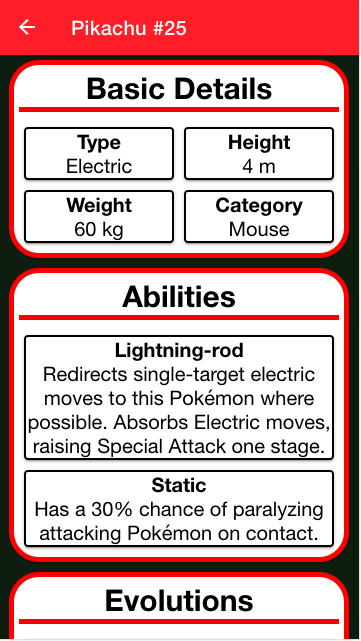 Pikachu #25
Basic Details
Type
Electric
Height
4 m
Weight
60 kg
Category
Mouse
Abilities
Lightning-rod
Redirects single-target electric
moves to this Pokémon where
possible. Absorbs Electric moves,
raising Special Attack one stage.
Static
Has a 30% chance of paralyzing
attacking Pokémon on contact.
Evolutions